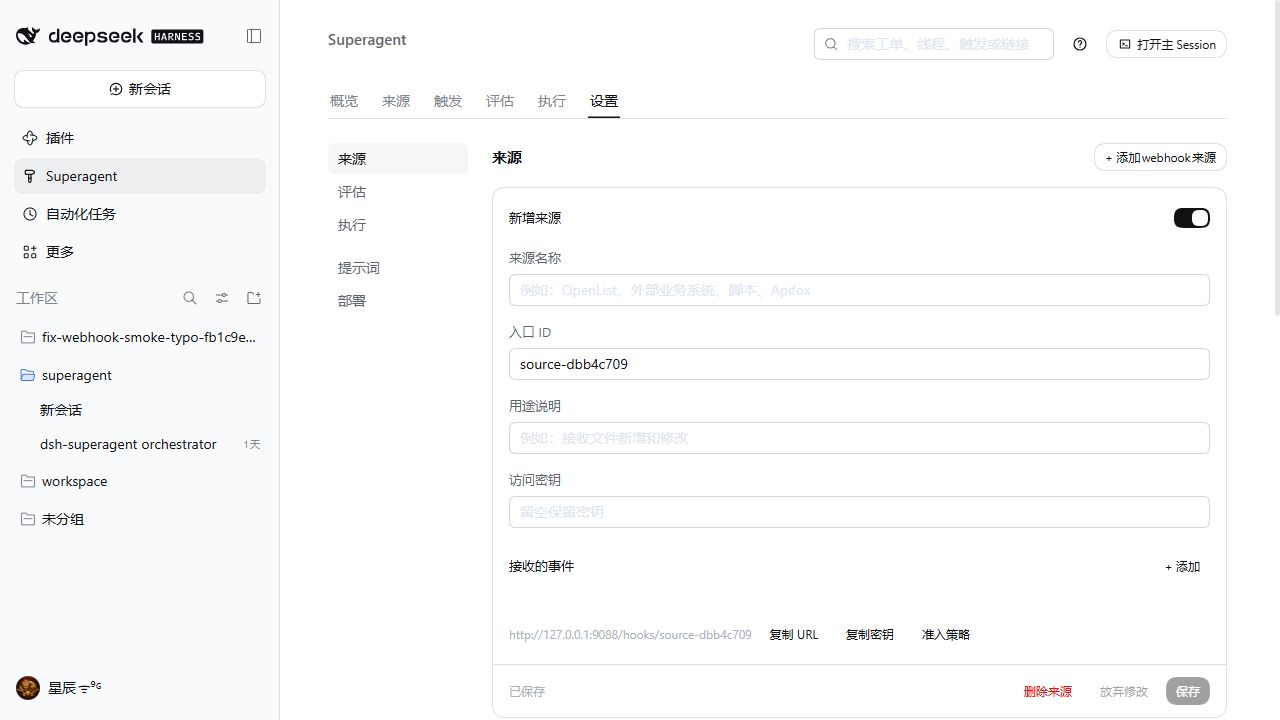 deepseek HARNESS
新会话
插件
Superagent
自动化任务
更多
工作区
fix-webhook-smoke-typo-fb1c9e...
superagent
新会话
dsh-superagent orchestrator 1天
workspace
未分组
星辰
Superagent
搜索工单、线程、触发或链接
打开主 Session
概览 来源 触发 评估 执行 设置
来源
评估
执行
提示词
部署
来源
+ 添加webhook来源
新增来源
来源名称
例如：OpenList、外部业务系统、脚本、Apifox
入口 ID
source-dbb4c709
用途说明
例如：接收文件新增和修改
访问密钥
留空保留密钥
接收的事件
+ 添加
http://127.0.0.1:9088/hooks/source-dbb4c709 复制 URL 复制密钥 准入策略
已保存
删除来源 放弃修改 保存